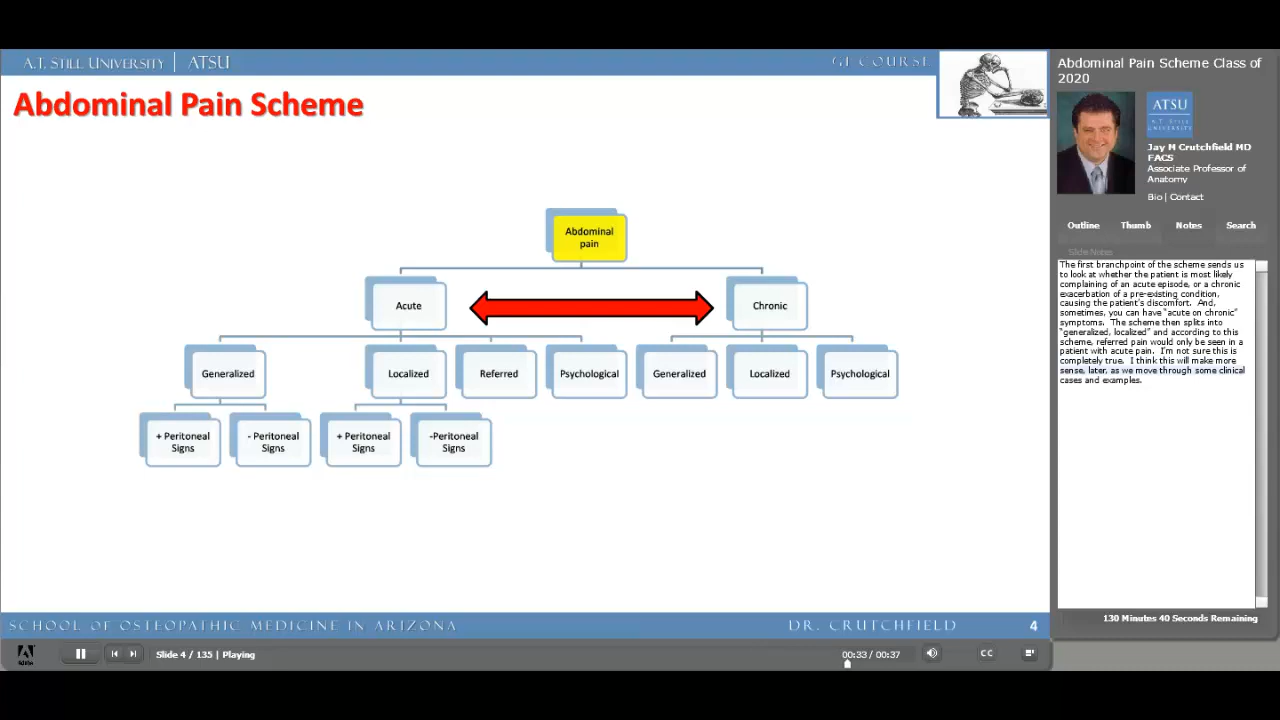 A.T. STILL UNIVERSITY | ATSU
GI COURSE
Abdominal Pain Scheme
Abdominal
pain
Acute
Chronic
Generalized
Localized
Referred
Psychological
Generalized
Localized
Psychological
+ Peritoneal
Signs
- Peritoneal
Signs
+ Peritoneal
Signs
-Peritoneal
Signs
SCHOOL OF OSTEOPATHIC MEDICINE IN ARIZONA
DR. CRUTCHFIELD
4
Slide 4 / 135 | Playing
00:33 / 00:37
CC
Abdominal Pain Scheme Class of
2020
ATSU
A.T. STILL
UNIVERSITY
Jay M Crutchfield MD
FACS
Associate Professor of
Anatomy
Bio | Contact
Outline
Thumb
Notes
Search
Slide Notes
The first branchpoint of the scheme sends us
to look at whether the patient is most likely
complaining of an acute episode, or a chronic
exacerbation of a pre-existing condition,
causing the patient's discomfort. And,
sometimes, you can have "acute on chronic"
symptoms. The scheme then splits into
"generalized, localized" and according to this
scheme, referred pain would only be seen in a
patient with acute pain. I'm not sure this is
completely true. I think this will make more
sense, later, as we move through some clinical
cases and examples.
130 Minutes 40 Seconds Remaining